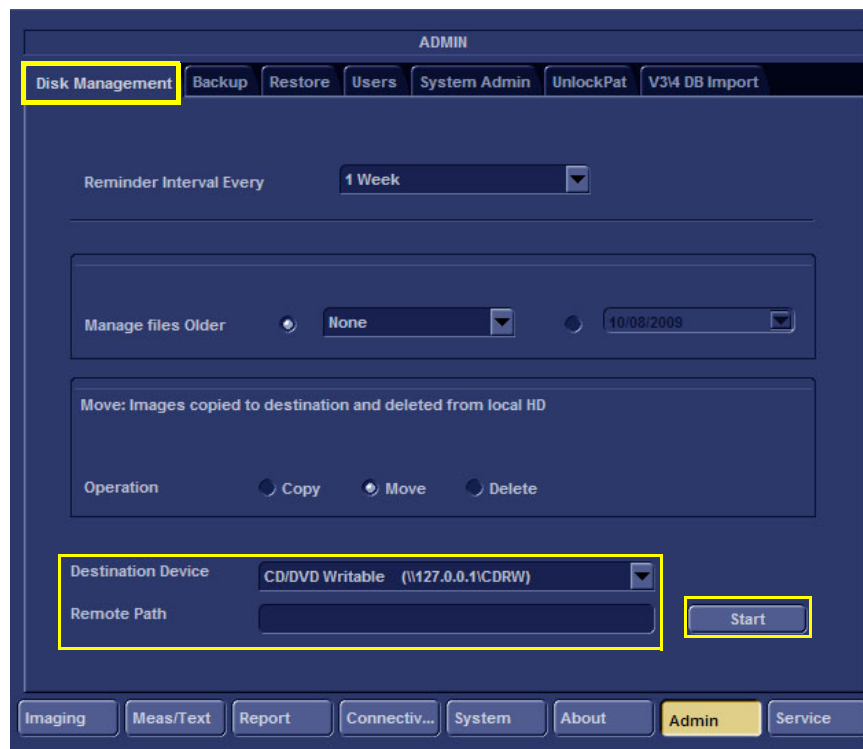 ADMIN
Disk Management Backup Restore Users System Admin UnlockPat V3\4 DB Import
Reminder Interval Every 1 Week
Manage files Older None 10/08/2009
Move: Images copied to destination and deleted from local HD
Operation Copy Move Delete
Destination Device CD/DVD Writable (\\127.0.0.1\CDRW)
Remote Path
Start
Imaging Meas/Text Report Connectiv... System About Admin Service